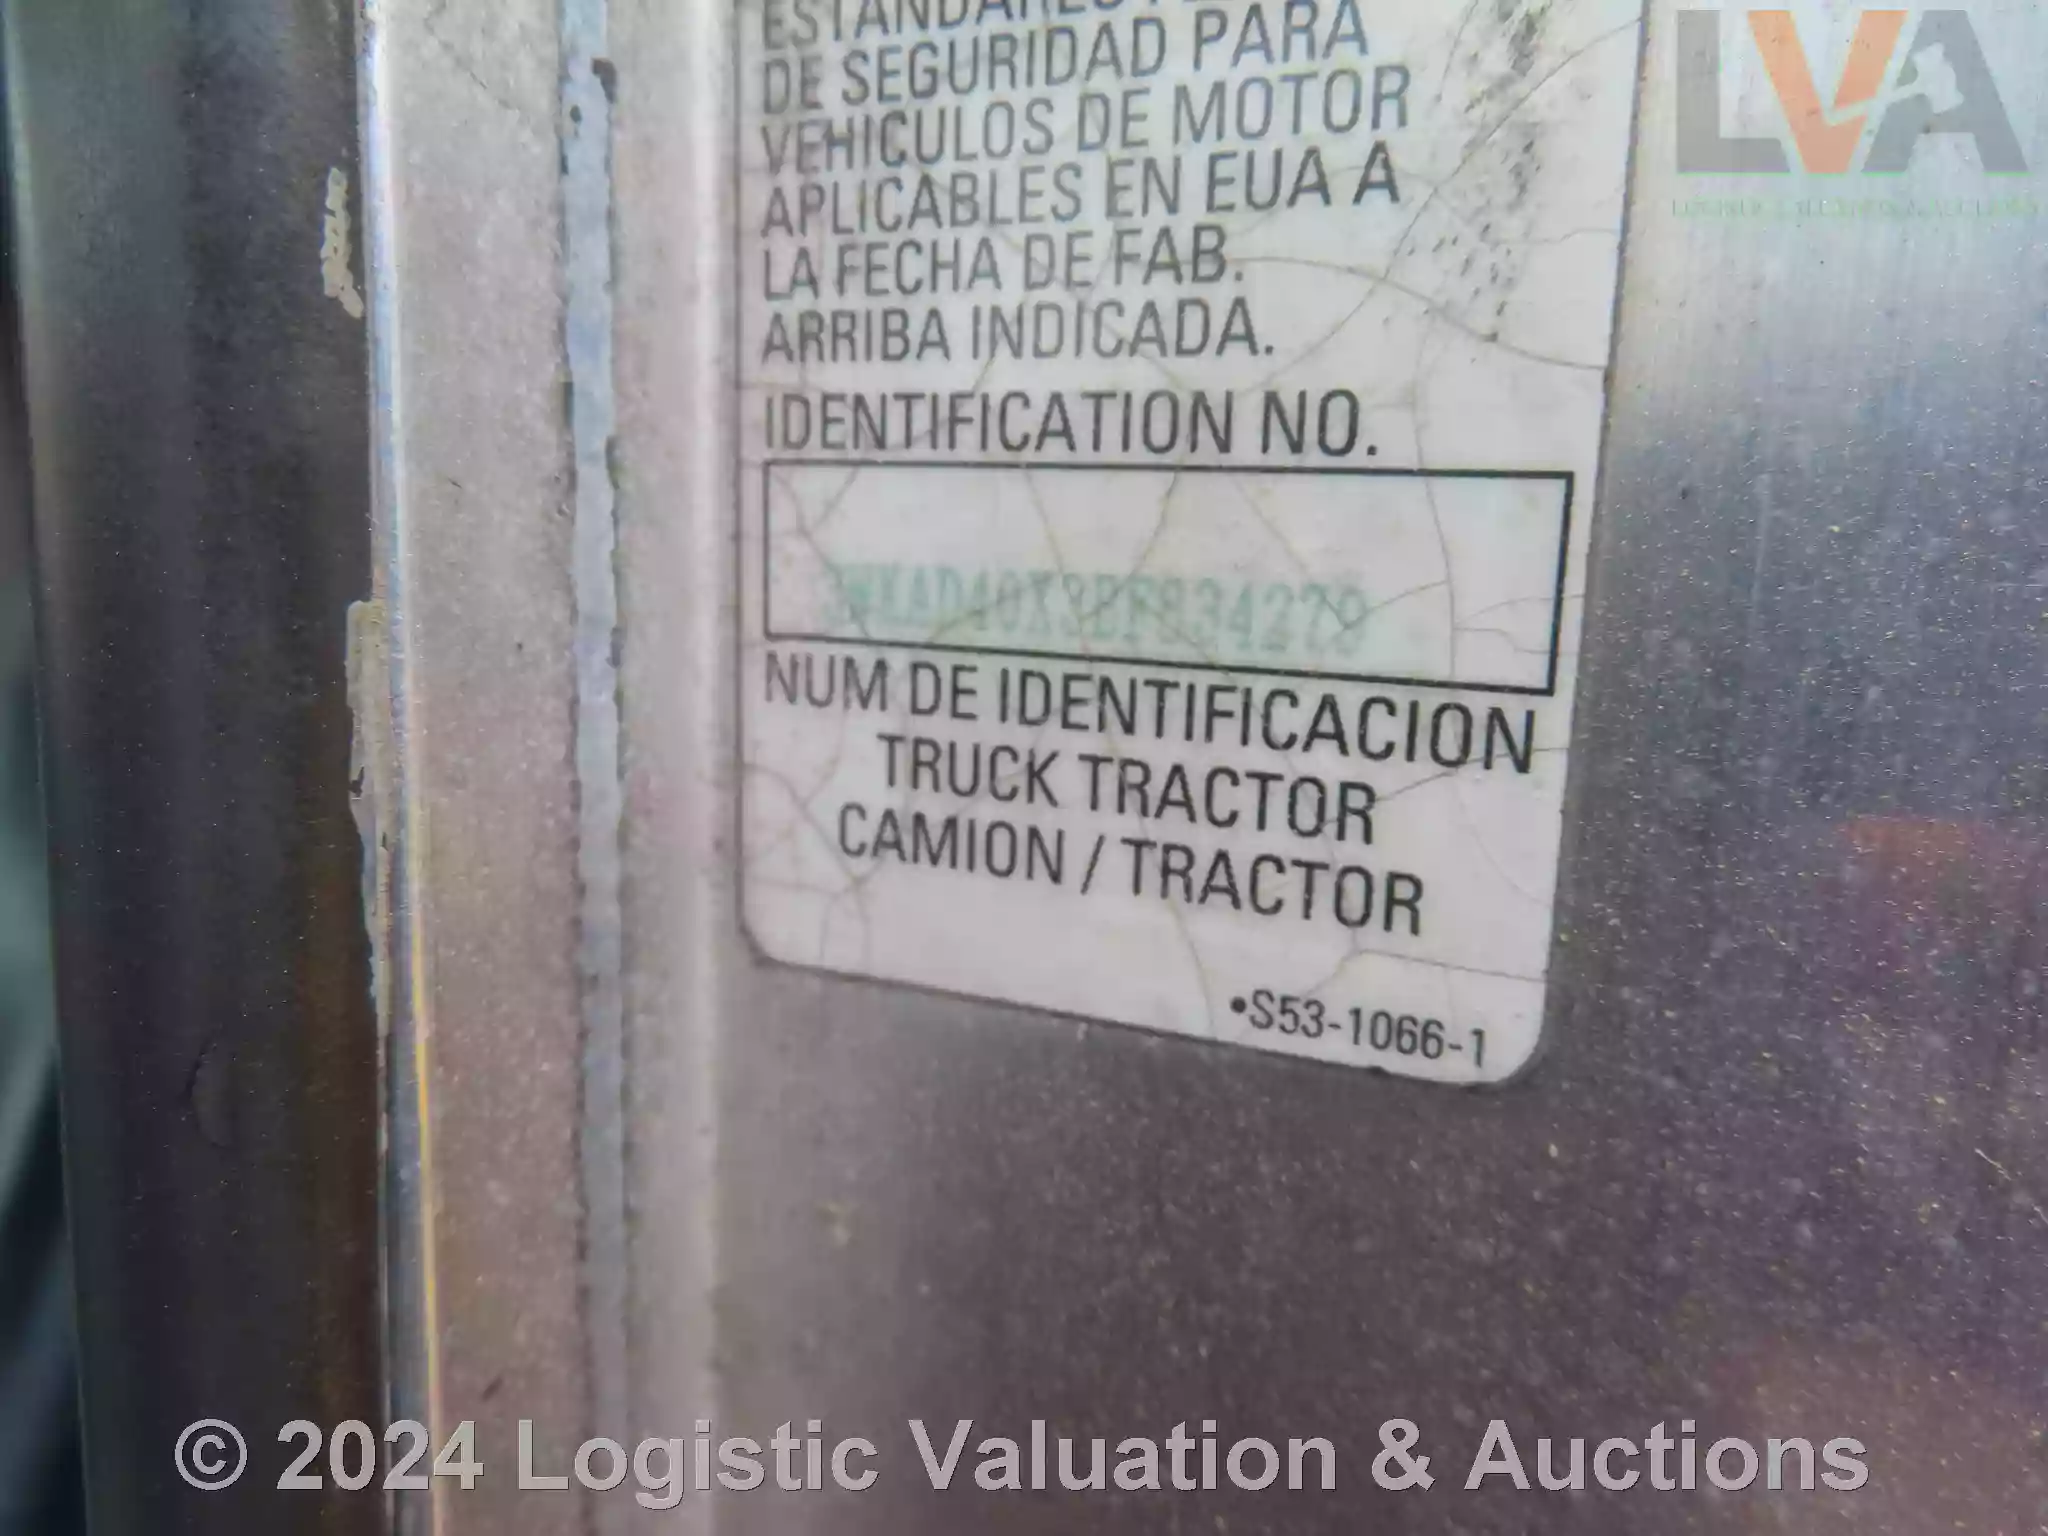 LVA
DE SEGURIDAD PARA
VEHICULOS DE MOTOR
APLICABLES EN EUA A
LA FECHA DE FAB.
ARRIBA INDICADA.
IDENTIFICATION NO.
NUM DE IDENTIFICACION
TRUCK TRACTOR
CAMION / TRACTOR
•S53-1066-1
© 2024 Logistic Valuation & Auctions